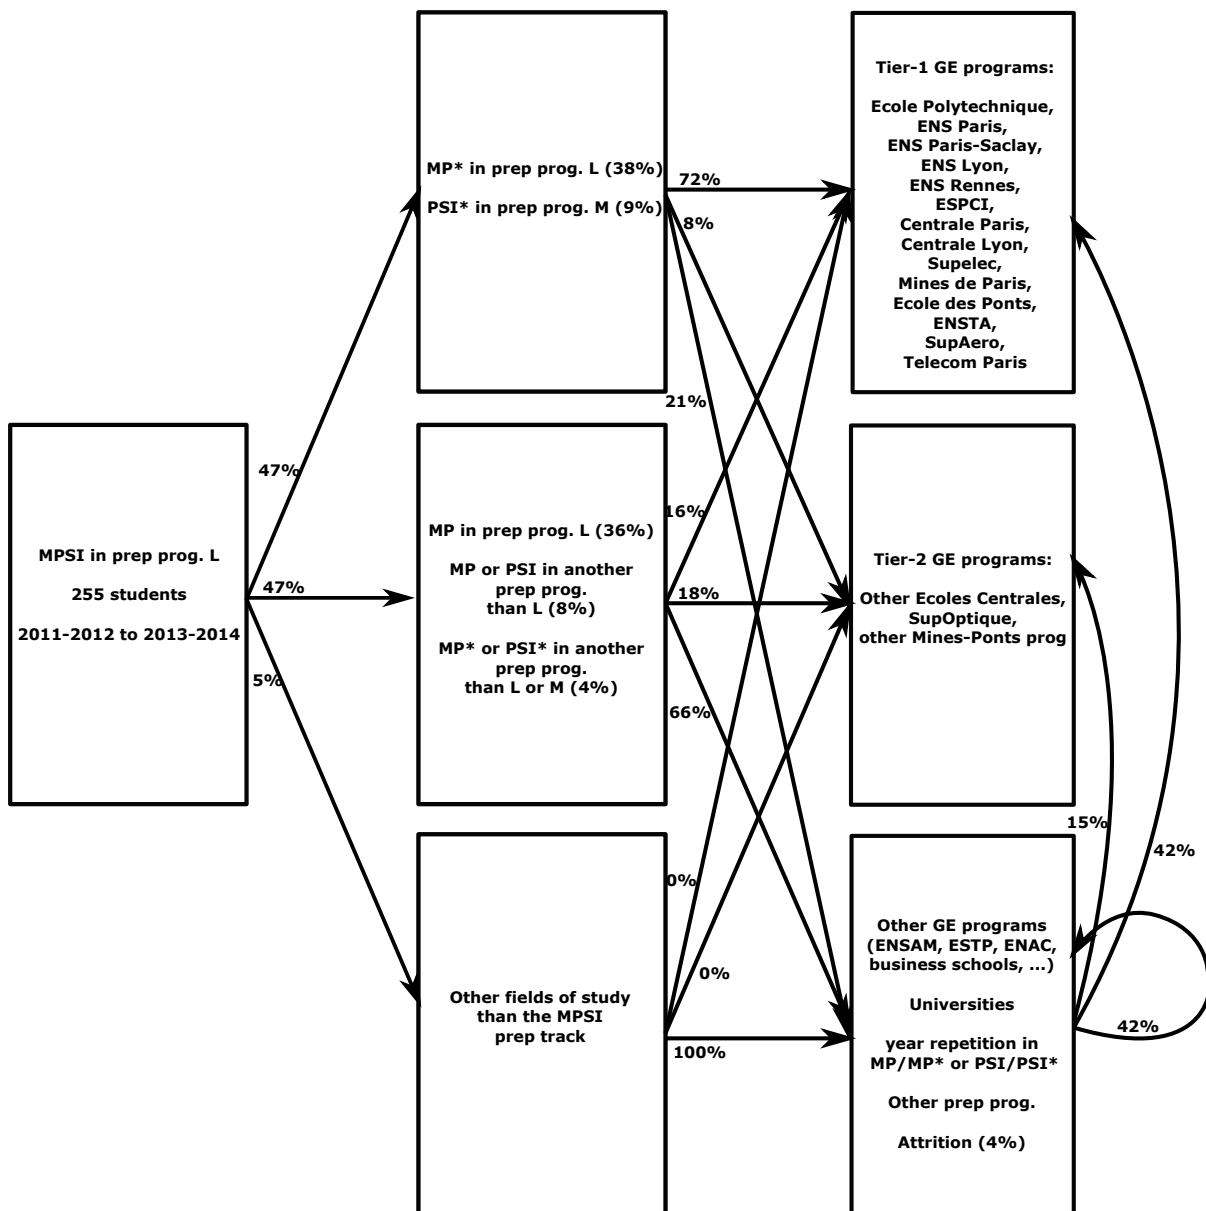 MPSI in prep prog. L
255 students
2011-2012 to 2013-2014
47%
47%
5%
MP* in prep prog. L (38%)
PSI* in prep prog. M (9%)
MP in prep prog. L (36%)
MP or PSI in another
prep prog.
than L (8%)
MP* or PSI* in another
prep prog.
than L or M (4%)
Other fields of study
than the MPSI
prep track
72%
8%
21%
16%
18%
66%
0%
0%
100%
Tier-1 GE programs:
Ecole Polytechnique,
ENS Paris,
ENS Paris-Saclay,
ENS Lyon,
ENS Rennes,
ESPCI,
Centrale Paris,
Centrale Lyon,
Supelec,
Mines de Paris,
Ecole des Ponts,
ENSTA,
SupAero,
Telecom Paris
Tier-2 GE programs:
Other Ecoles Centrales,
SupOptique,
other Mines-Ponts prog
Other GE programs
(ENSAM, ESTP, ENAC,
business schools, ...)
Universities
year repetition in
MP/MP* or PSI/PSI*
Other prep prog.
Attrition (4%)
15%
42%
42%